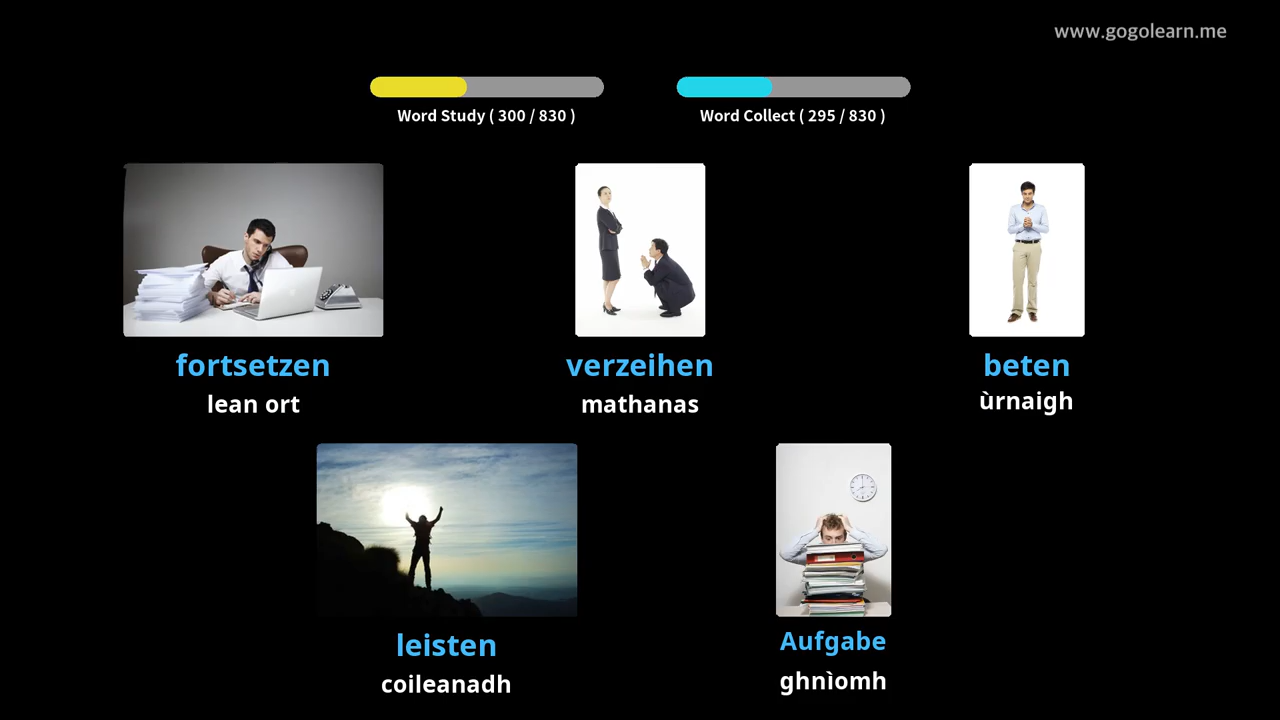 www.gogolearn.me
Word Study ( 300 / 830 )
Word Collect ( 295 / 830 )
fortsetzen
lean ort
verzeihen
mathanas
beten
ùrnaigh
leisten
coileanadh
Aufgabe
ghnìomh